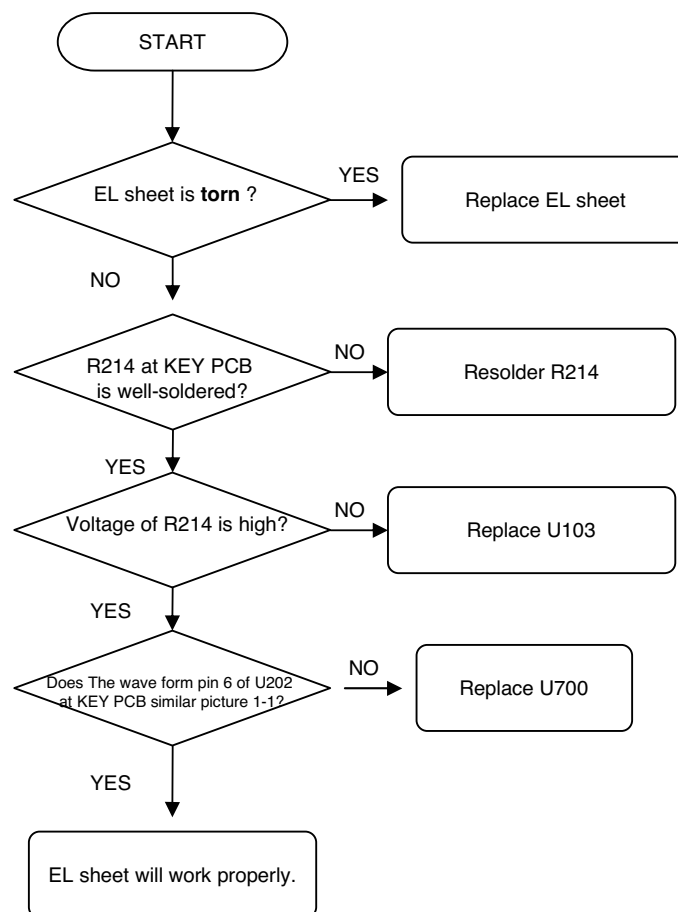 START
EL sheet is torn ?
YES
Replace EL sheet
NO
R214 at KEY PCB
is well-soldered?
NO
Resolder R214
YES
Voltage of R214 is high?
NO
Replace U103
YES
Does The wave form pin 6 of U202
at KEY PCB similar picture 1-1?
NO
Replace U700
YES
EL sheet will work properly.